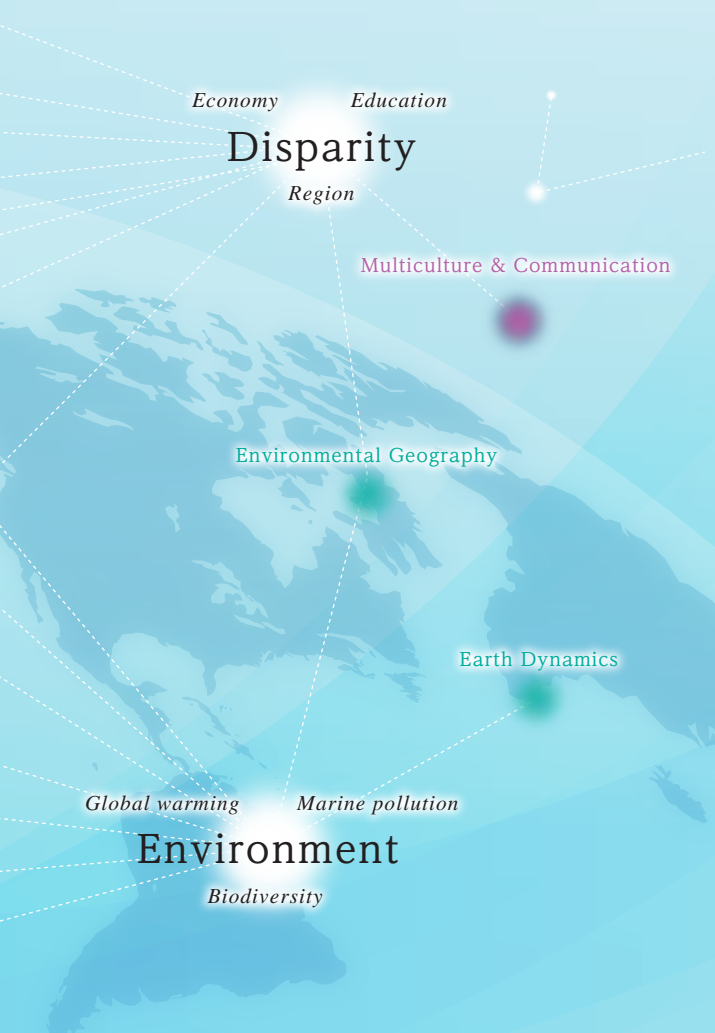 Economy Education
Disparity
Region
Multiculture & Communication
Environmental Geography
Earth Dynamics
Global warming Marine pollution
Environment
Biodiversity